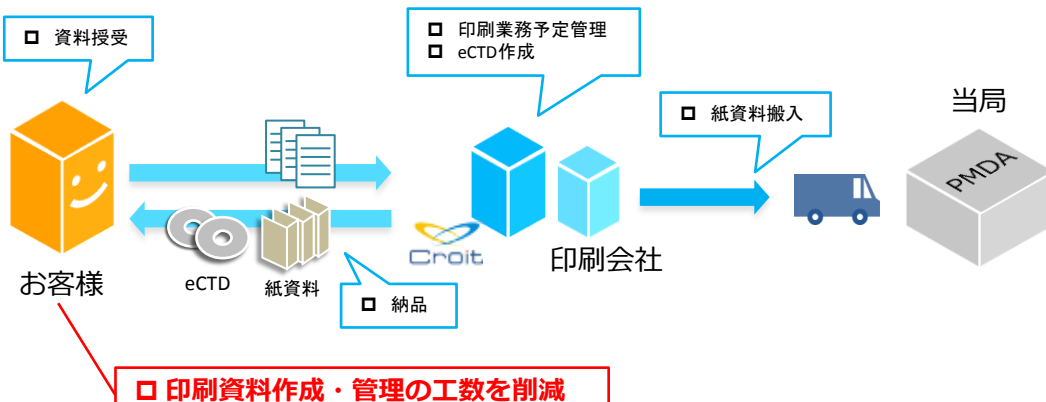 資料授受
印刷業務予定管理
eCTD作成
紙資料搬入
当局
PMDA
Croit
印刷会社
お客様
eCTD
紙資料
納品
印刷資料作成・管理の工数を削減